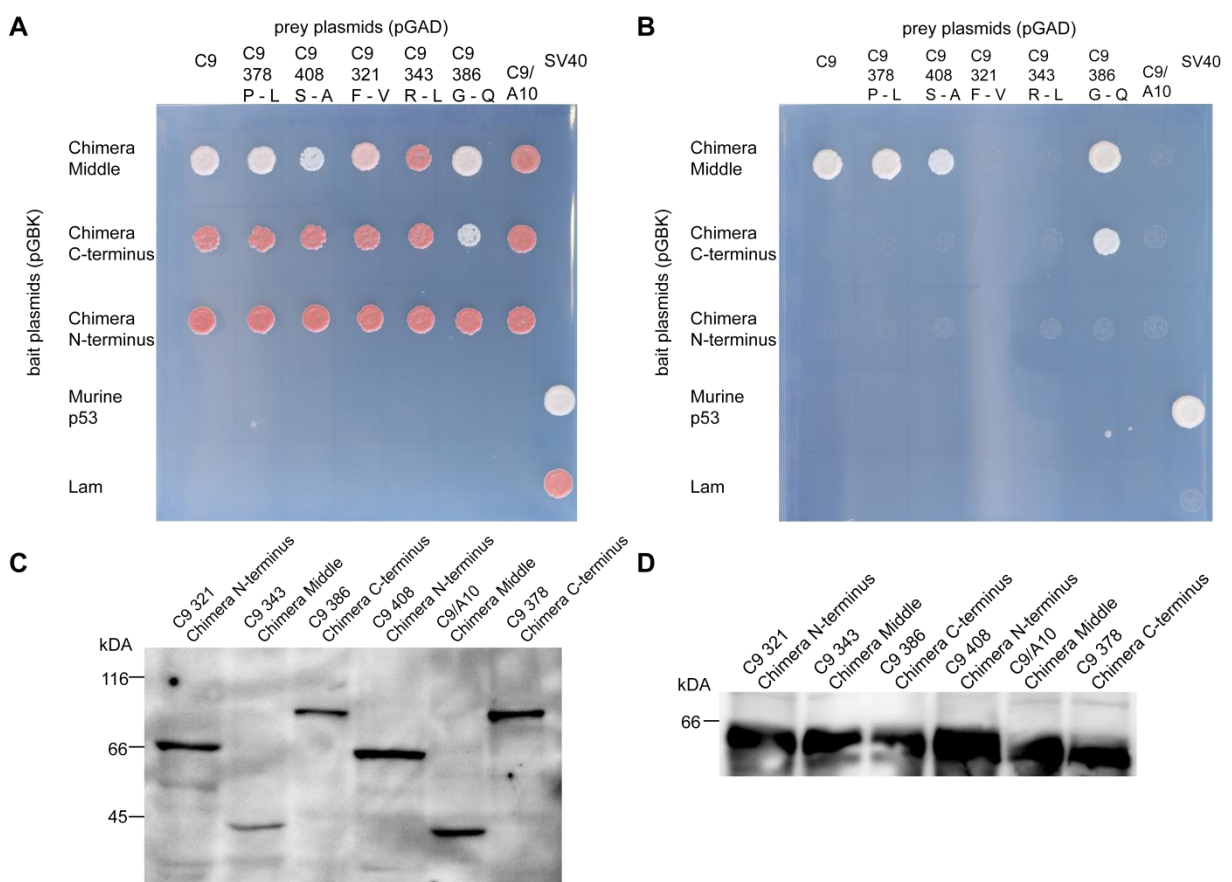 A
prey plasmids (pGAD)
C9
C9 378 P - L
C9 408 S - A
C9 321 F - V
C9 343 R - L
C9 386 G - Q
C9/ A10
SV40
bait plasmids (pGBK)
Chimera
Middle
Chimera
C-terminus
Chimera
N-terminus
Murine
p53
Lam
B
prey plasmids (pGAD)
C9
C9 378 P - L
C9 408 S - A
C9 321 F - V
C9 343 R - L
C9 386 G - Q
C9/ A10
SV40
bait plasmids (pGBK)
Chimera
Middle
Chimera
C-terminus
Chimera
N-terminus
Murine
p53
Lam
C
C9 321
Chimera N-terminus
C9 343
Chimera Middle
C9 386
Chimera C-terminus
C9 408
Chimera N-terminus
C9/A10
Chimera Middle
C9 378
Chimera C-terminus
kDA
116
66
45
D
C9 321
Chimera N-terminus
C9 343
Chimera Middle
C9 386
Chimera C-terminus
C9 408
Chimera N-terminus
C9/A10
Chimera Middle
C9 378
Chimera C-terminus
kDA
66